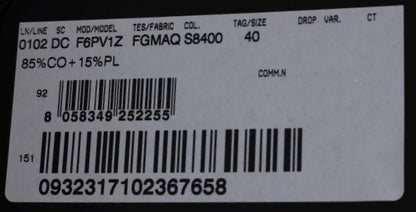 LN/LINE SC MOD/MODEL TES/FABRIC COL. TAG/SIZE DROP VAR. CT
0102 DC F6PV1Z FGMAQ S8400 40
85%CO+15%PL
COMM.N
92
8 058349 252255
151
0932317102367658